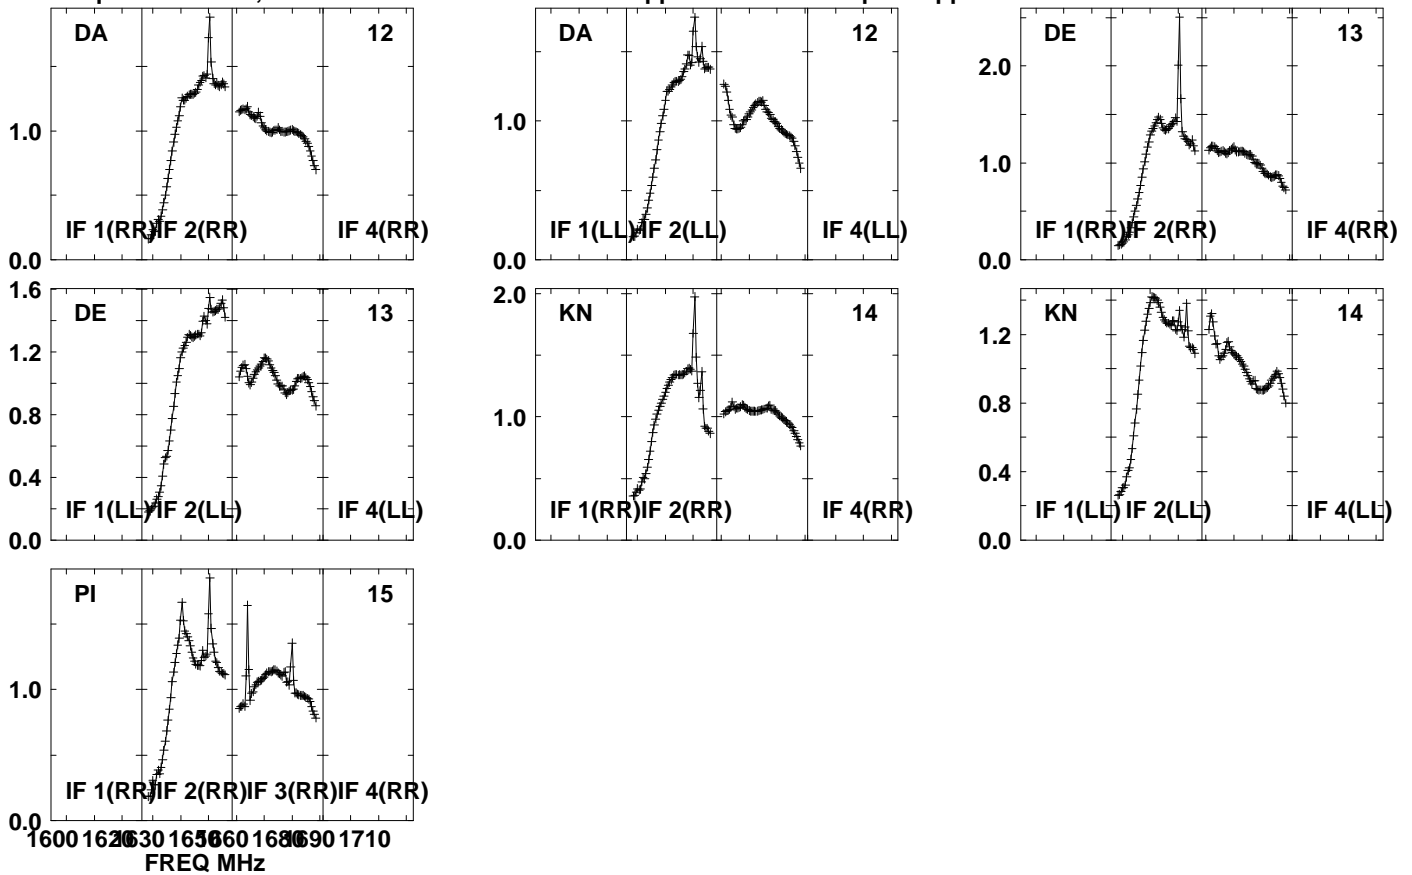 DA 12 DA 12 DE 13
2.0
1.0 1.0 1.0
IF 1(RR) IF 2(RR) IF 4(RR) IF 1(LL) IF 2(LL) IF 4(LL) IF 1(RR) IF 2(RR) IF 4(RR)
0.0 0.0 0.0
1.6 2.0
DE 13 KN 14 KN 14
1.2 1.2
1.0
0.8 0.8
0.4 0.4
IF 1(LL) IF 2(LL) IF 4(LL) IF 1(RR) IF 2(RR) IF 4(RR) IF 1(LL) IF 2(LL) IF 4(LL)
0.0 0.0 0.0
PI 15
1.0
IF 1(RR) IF 2(RR) IF 3(RR) IF 4(RR)
0.0
1600 1620 1630 1650 1660 1680 1690 1710
FREQ MHz